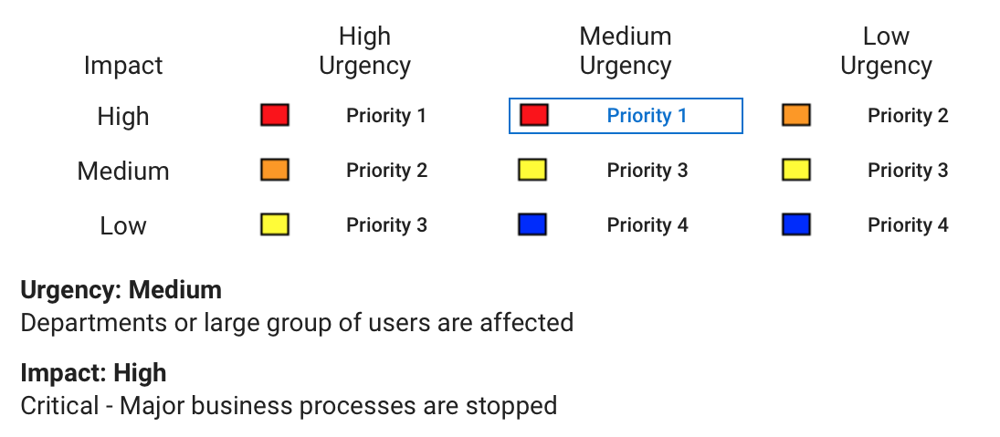 Impact High Urgency Medium Urgency Low Urgency
High Priority 1 Priority 1 Priority 2
Medium Priority 2 Priority 3 Priority 3
Low Priority 3 Priority 4 Priority 4
Urgency: Medium
Departments or large group of users are affected
Impact: High
Critical - Major business processes are stopped